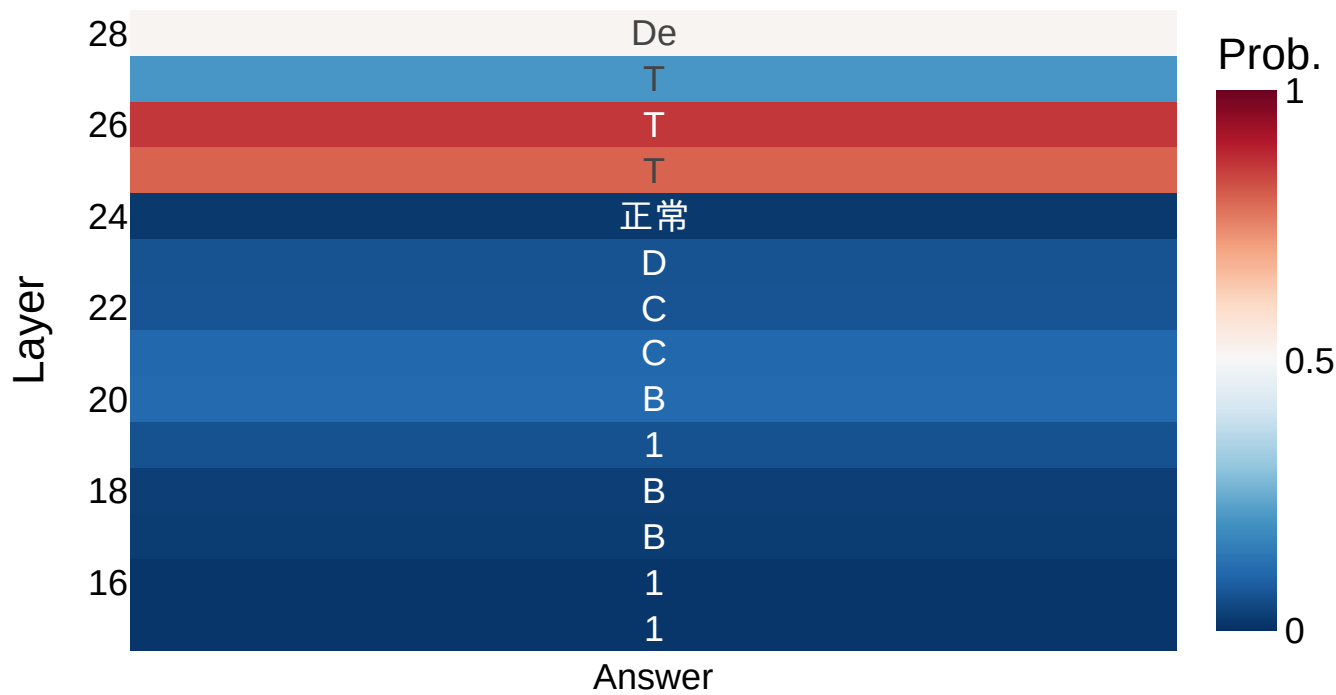 28 De
T
26 T
T
24 正常
D
22 C
C
20 B
1
18 B
B
16 1
1
Layer
Answer
Prob.
1
0.5
0